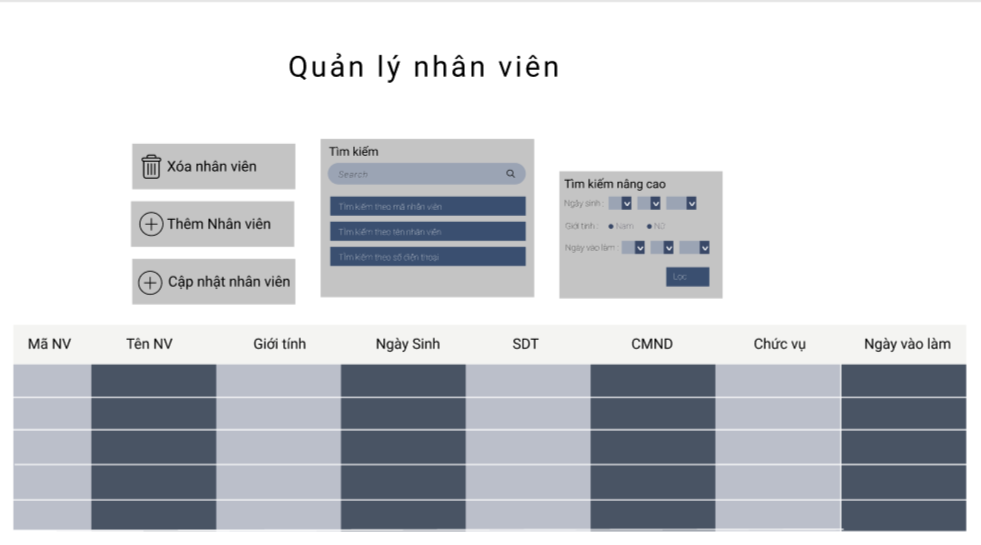 Quản lý nhân viên
Xóa nhân viên
Thêm Nhân viên
Cập nhật nhân viên
Tìm kiếm
Search
Tìm kiếm theo mã nhân viên
Tìm kiếm theo tên nhân viên
Tìm kiếm theo số điện thoại
Tìm kiếm nâng cao
Ngày sinh :
Giới tính : Nam Nữ
Ngày vào làm :
Lọc
Mã NV Tên NV Giới tính Ngày Sinh SDT CMND Chức vụ Ngày vào làm